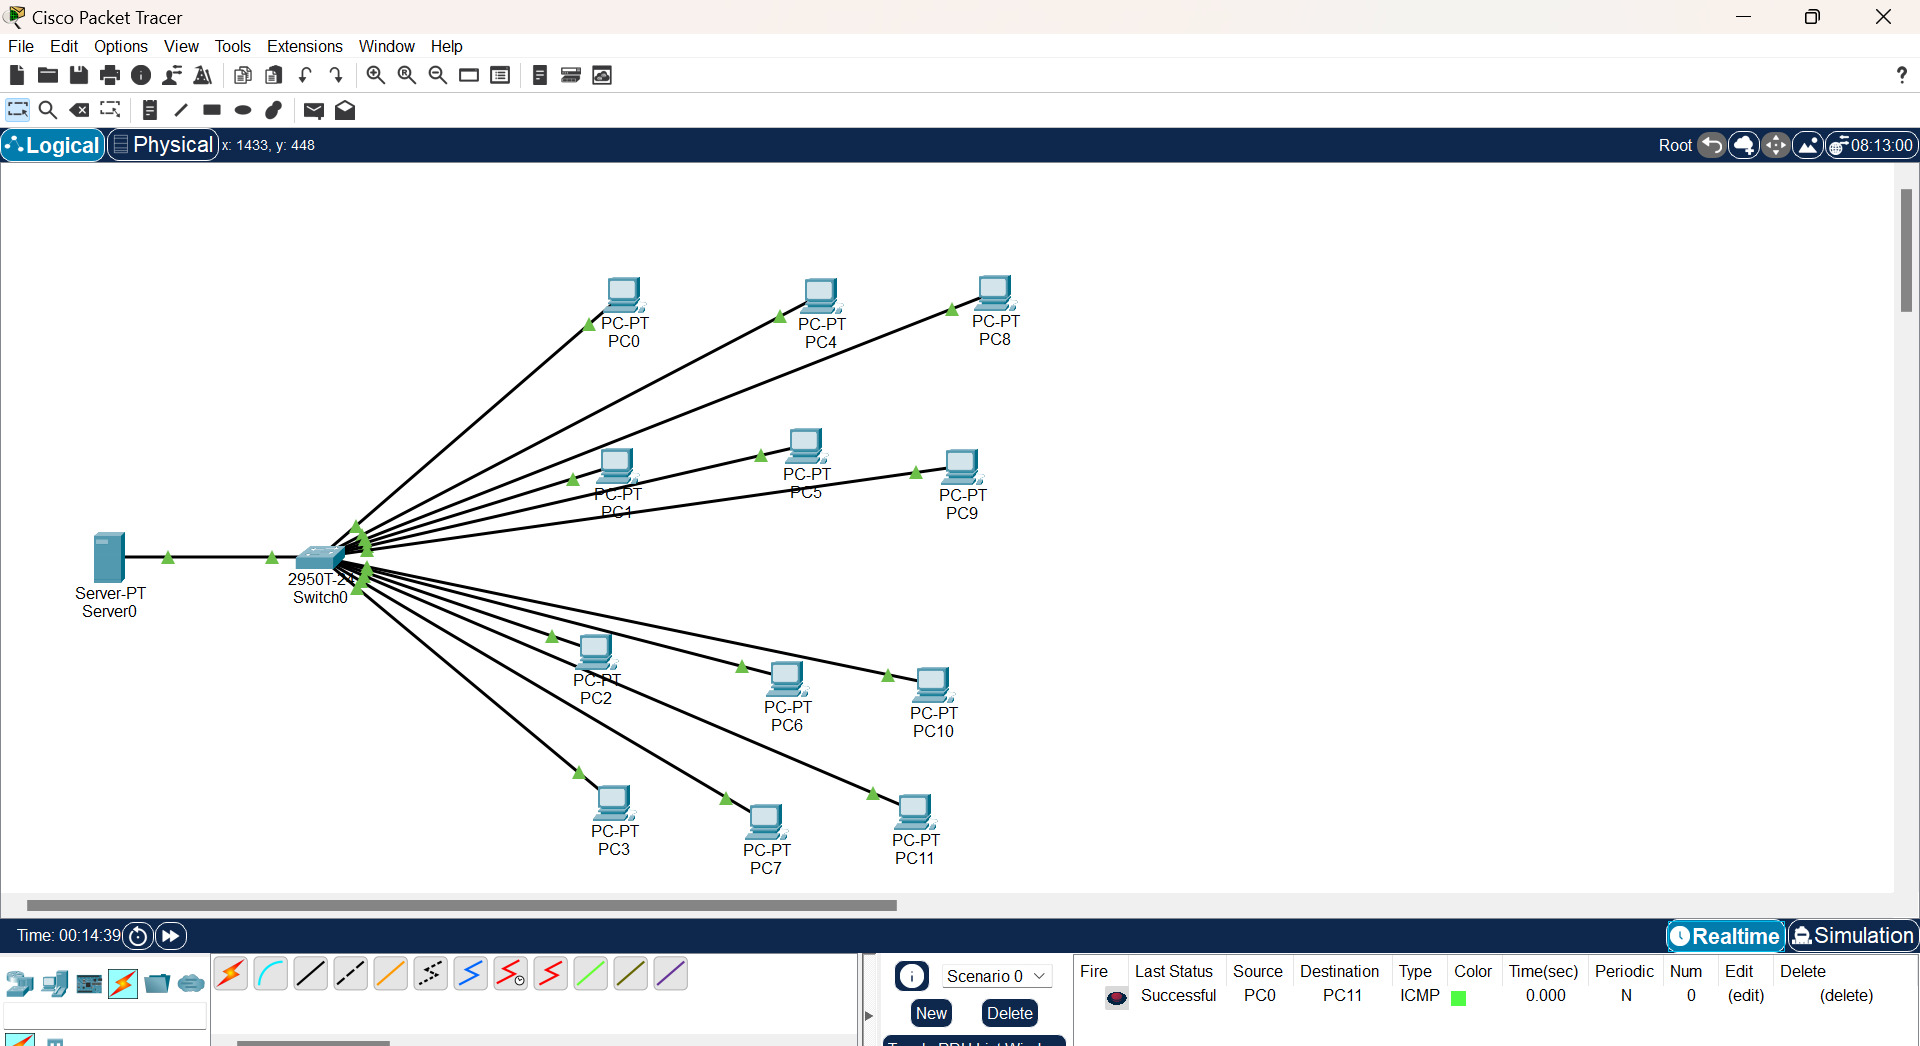 Cisco Packet Tracer
File Edit Options View Tools Extensions Window Help
Logical Physical x: 1433, y: 448 Root 08:13:00
PC-PT
PC0
PC-PT
PC4
PC-PT
PC8
PC-PT
PC1
PC-PT
PC5
PC-PT
PC9
Server-PT
Server0
2950T-24
Switch0
PC-PT
PC2
PC-PT
PC6
PC-PT
PC10
PC-PT
PC3
PC-PT
PC7
PC-PT
PC11
Time: 00:14:39 Realtime Simulation
Scenario 0
New Delete
Fire Last Status Source Destination Type Color Time(sec) Periodic Num Edit Delete
Successful PC0 PC11 ICMP 0.000 N 0 (edit) (delete)